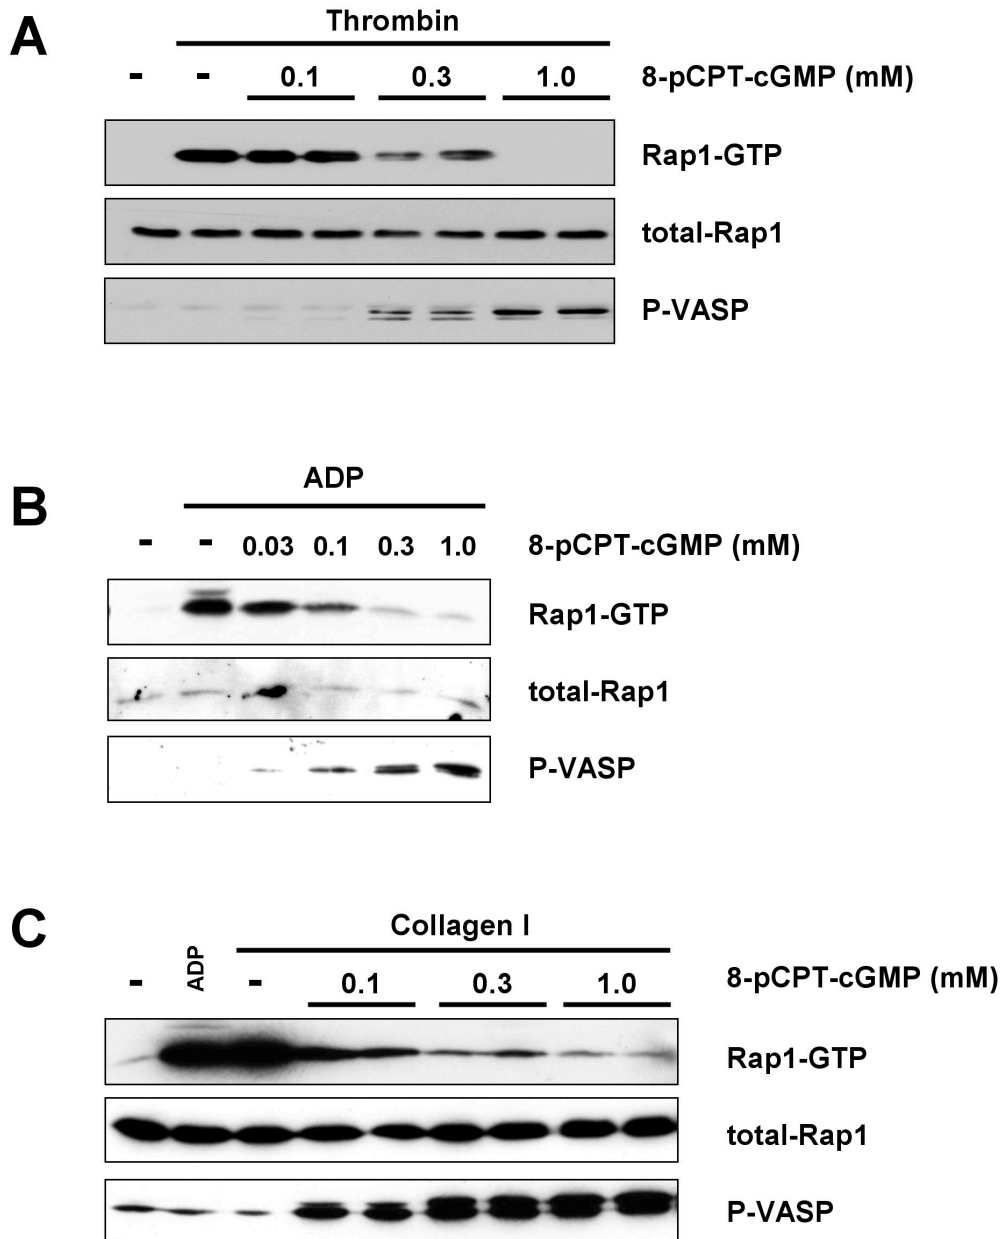 A
Thrombin
- - 0.1 0.3 1.0 8-pCPT-cGMP (mM)
Rap1-GTP
total-Rap1
P-VASP
B
ADP
- - 0.03 0.1 0.3 1.0 8-pCPT-cGMP (mM)
Rap1-GTP
total-Rap1
P-VASP
C
Collagen I
- ADP - 0.1 0.3 1.0 8-pCPT-cGMP (mM)
Rap1-GTP
total-Rap1
P-VASP